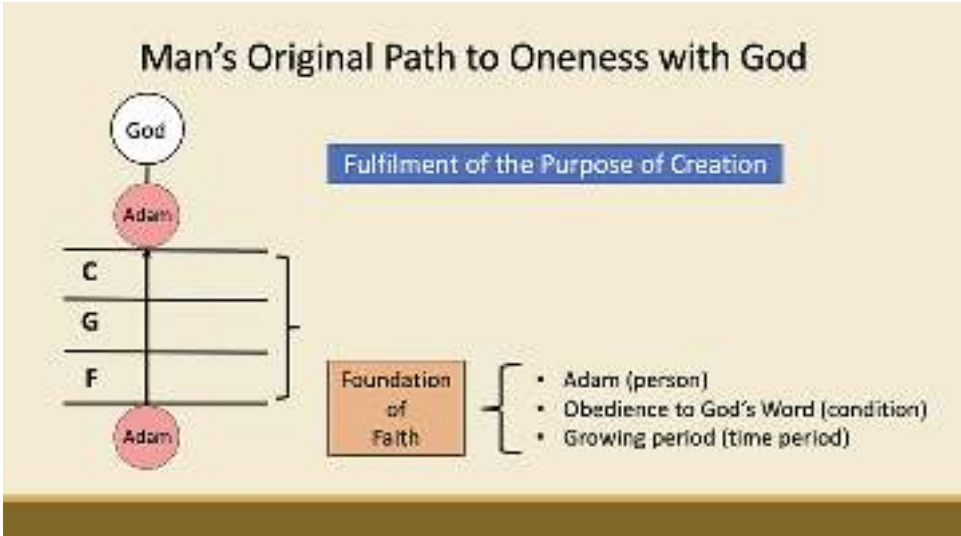 Man's Original Path to Oneness with God
God
Fulfilment of the Purpose of Creation
Adam
C
G
F
Foundation
of
Faith
• Adam (person)
• Obedience to God's Word (condition)
• Growing period (time period)
Adam